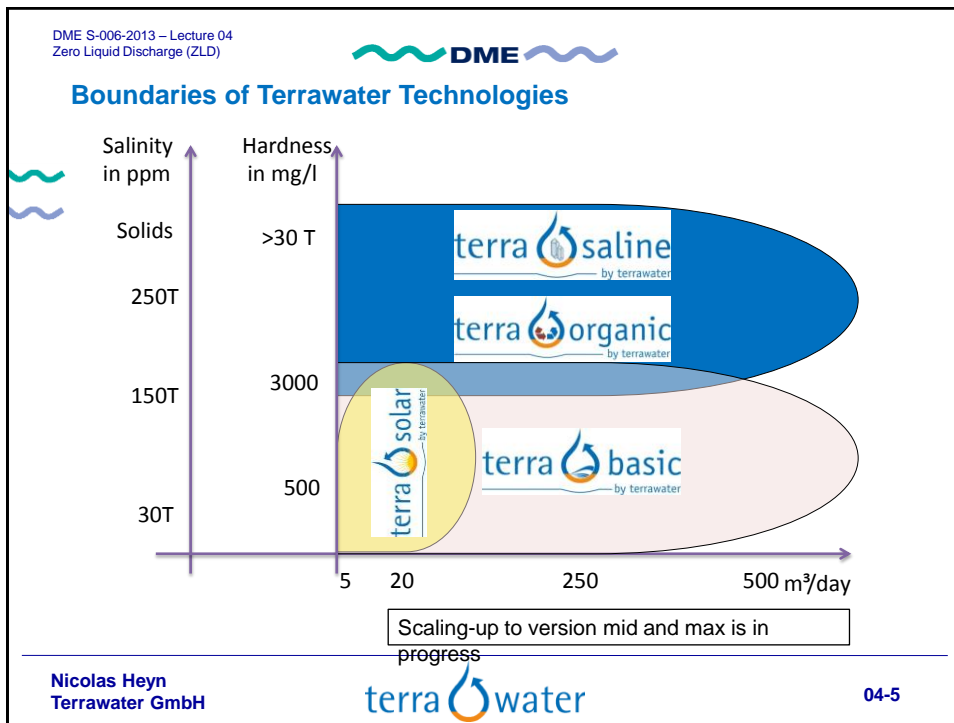 DME S-006-2013 – Lecture 04
Zero Liquid Discharge (ZLD)
DME
Boundaries of Terrawater Technologies
Salinity
in ppm
Hardness
in mg/l
Solids
>30 T
250T
150T
3000
30T
500
terra saline
by terrawater
terra organic
by terrawater
terra solar
by terrawater
terra basic
by terrawater
5 20 250 500 m³/day
Scaling-up to version mid and max is in
progress
Nicolas Heyn
Terrawater GmbH
terra water
04-5